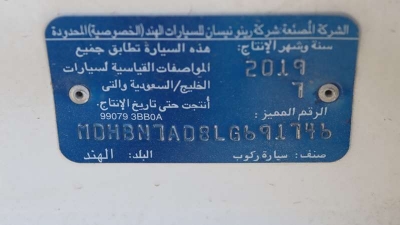 الشركة المصنعة شركة رينو نيسان للسيارات الهند (الخصوصية) المحدودة
سنة وشهر الإنتاج: هذه السيارة تطابق جميع
2019 المواصفات القياسية لسيارات
7 الخليج/السعودية والتى
أنتجت حتى تاريخ الإنتاج.
الرقم المميز: 99079 3BB0A
MDHBN7AD8LG691746
صنف: سيارة ركوب البلد: الهند